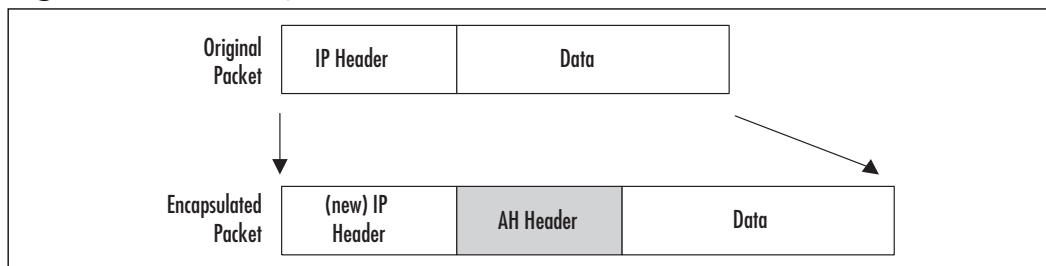 Original
Packet
IP Header
Data
Encapsulated
Packet
(new) IP
Header
AH Header
Data